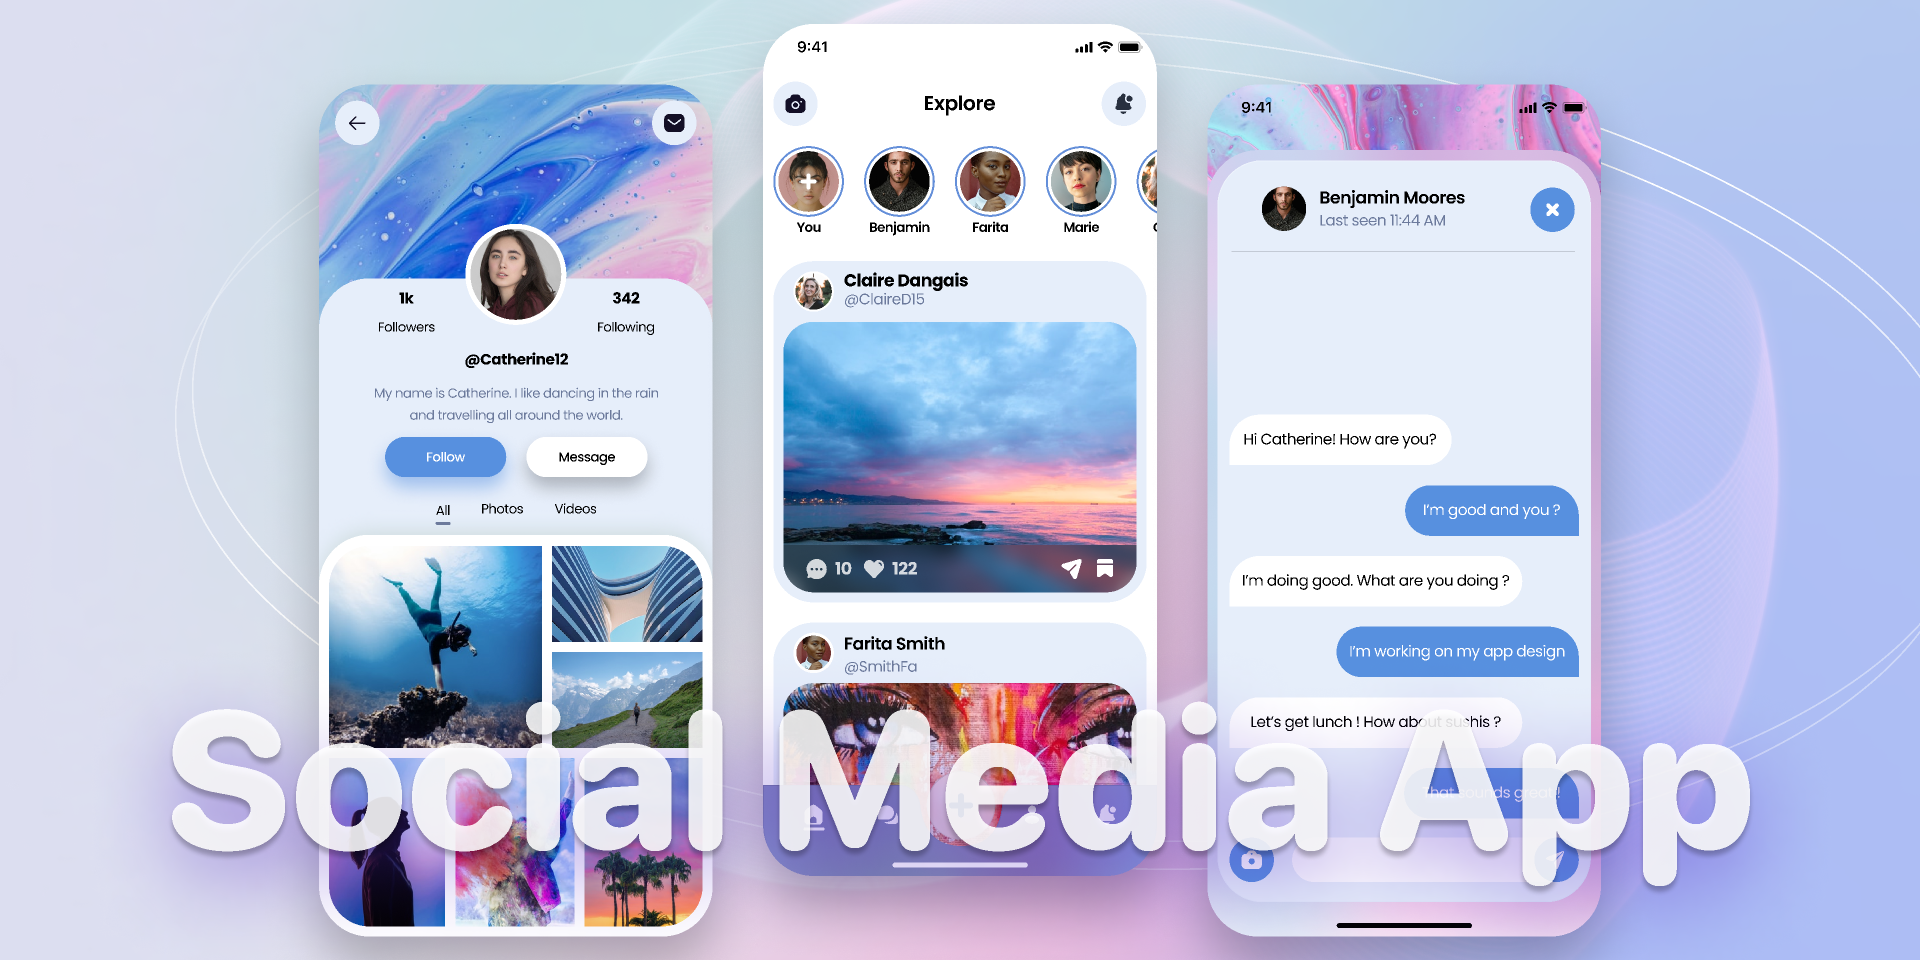 1k
Followers
342
Following
@Catherine12
My name is Catherine. I like dancing in the rain
and travelling all around the world.
Follow
Message
All
Photos
Videos
9:41
Explore
You
Benjamin
Farita
Marie
Claire Dangais
@ClaireD15
10
122
Farita Smith
@SmithFa
9:41
Benjamin Moores
Last seen 11:44 AM
Hi Catherine! How are you?
I'm good and you ?
I'm doing good. What are you doing ?
I'm working on my app design
Let's get lunch ! How about sushis ?
That sounds great !
Social Media App